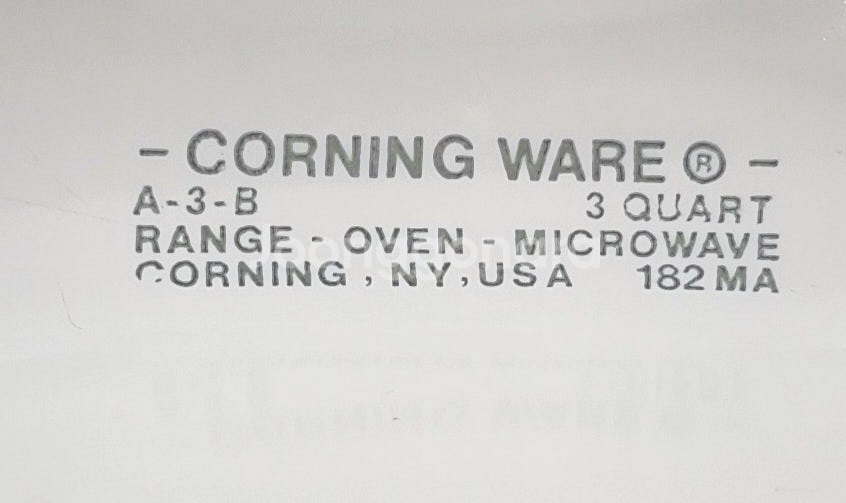 - CORNING WARE ® -
A-3-B 3 QUART
RANGE - OVEN - MICROWAVE
CORNING, NY, USA 182 MA